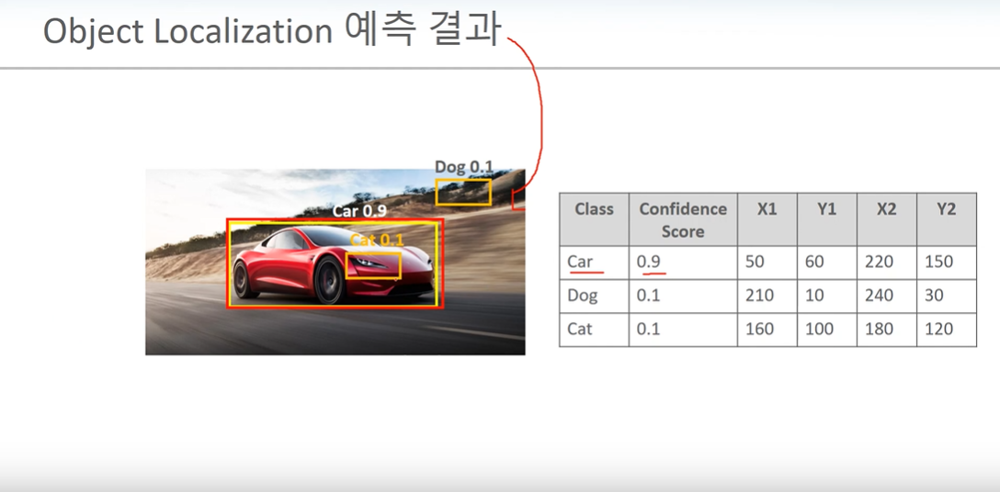 Object Localization 예측 결과
Dog 0.1
Car 0.9
Cat 0.1
Class Confidence Score X1 Y1 X2 Y2
Car 0.9 50 60 220 150
Dog 0.1 210 10 240 30
Cat 0.1 160 100 180 120